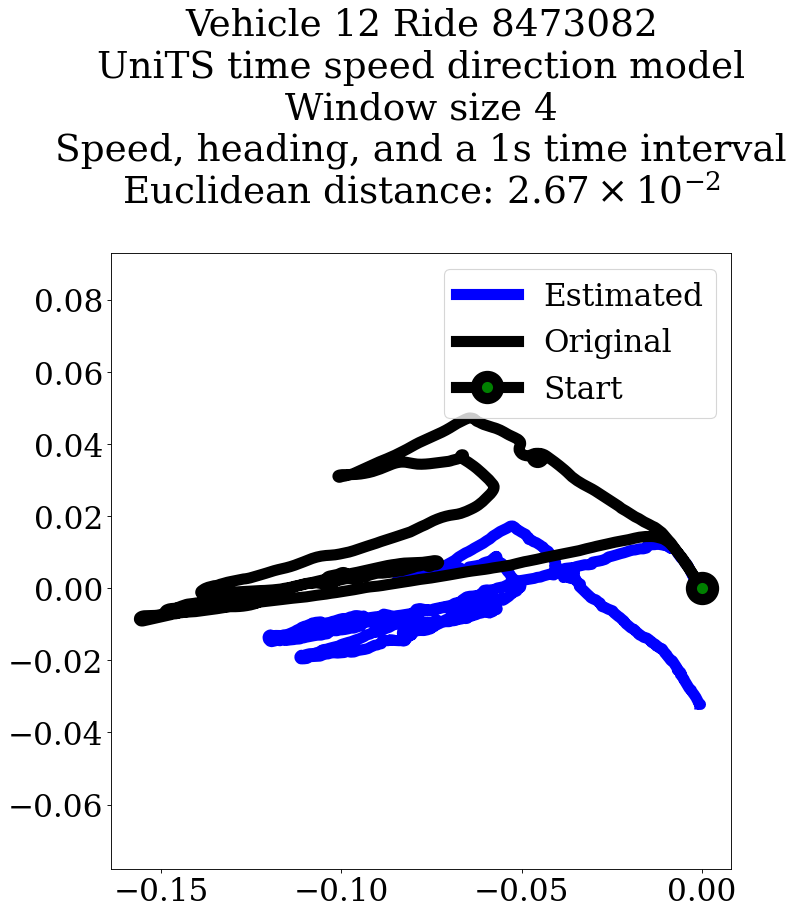 Vehicle 12 Ride 8473082
UniTS time speed direction model
Window size 4
Speed, heading, and a 1s time interval
Euclidean distance: 2.67 × 10⁻²
Estimated
Original
Start
0.08
0.06
0.04
0.02
0.00
−0.02
−0.04
−0.06
−0.15 −0.10 −0.05 0.00